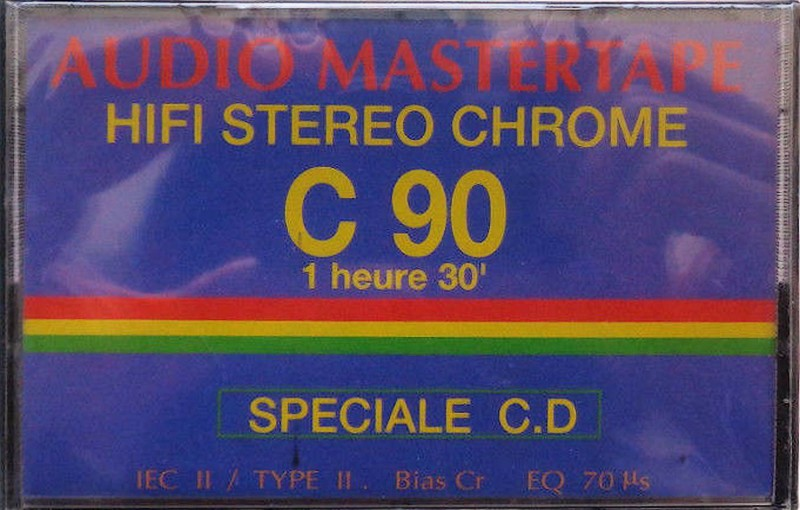 AUDIO MASTERTAPE
HIFI STEREO CHROME
C 90
1 heure 30'
SPECIALE C.D
IEC II / TYPE II . Bias Cr EQ 70 µs